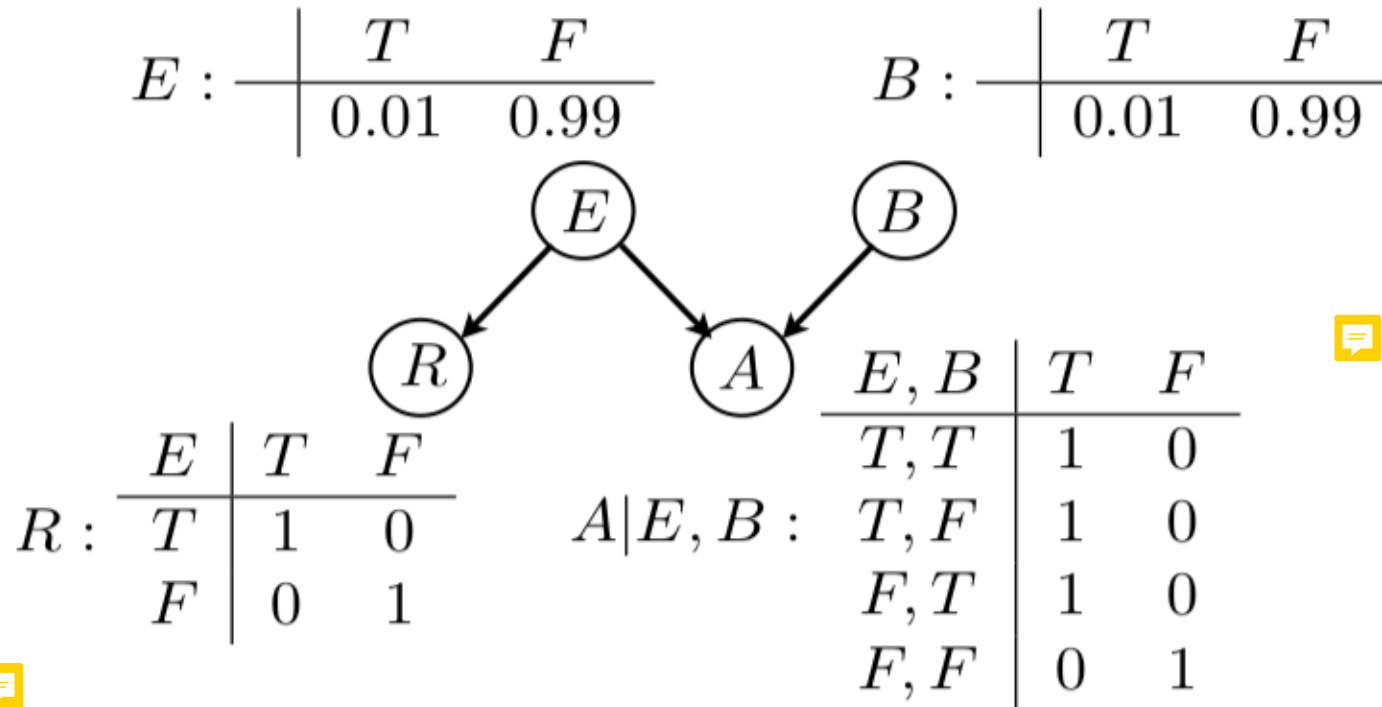 E : T F
0.01 0.99
B : T F
0.01 0.99
E
B
R
A
R : E T F
T 1 0
F 0 1
A|E, B : E, B T F
T, T 1 0
T, F 1 0
F, T 1 0
F, F 0 1